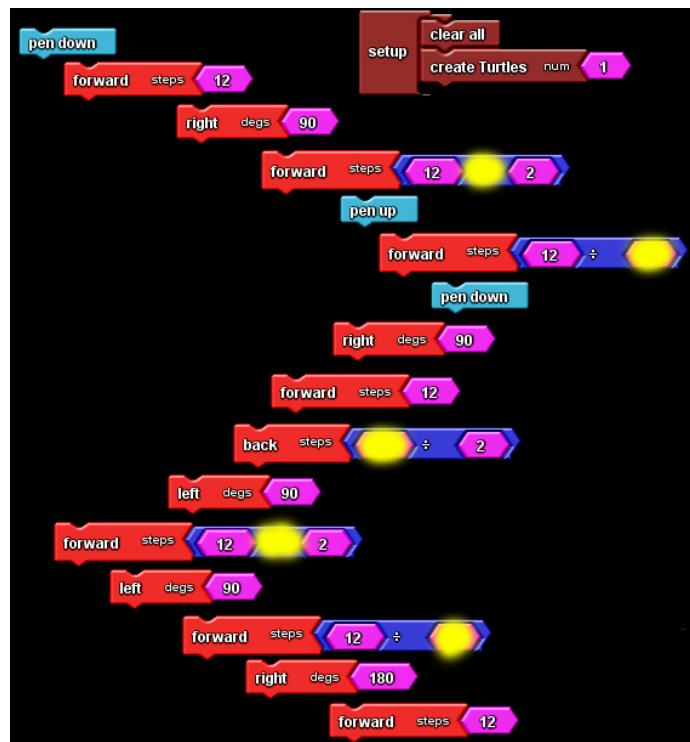 pen down
setup
clear all
create Turtles num 1
forward steps 12
right degs 90
forward steps 12 2
pen up
forward steps 12 ÷
pen down
right degs 90
forward steps 12
back steps ÷ 2
left degs 90
forward steps 12 2
left degs 90
forward steps 12 ÷
right degs 180
forward steps 12